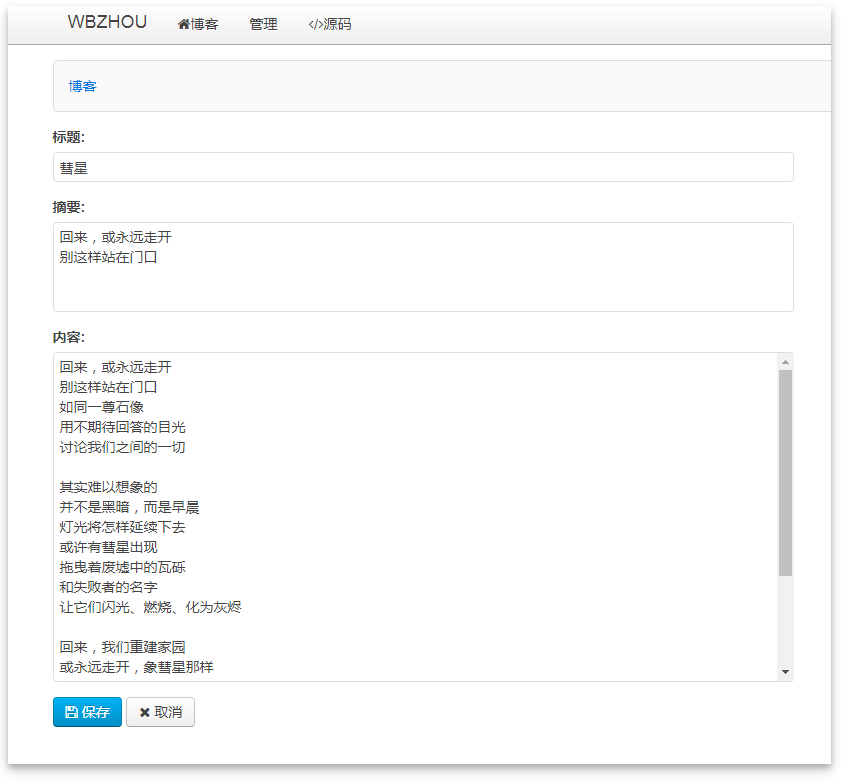 WBZHOU 博客 管理 </>源码
博客
标题:
彗星
摘要:
回来，或永远走开
别这样站在门口
内容:
回来，或永远走开
别这样站在门口
如同一尊石像
用不期待回答的目光
讨论我们之间的一切
其实难以想象的
并不是黑暗，而是早晨
灯光将怎样延续下去
或许有彗星出现
拖曳着废墟中的瓦砾
和失败者的名字
让它们闪光、燃烧、化为灰烬
回来，我们重建家园
或永远走开，象彗星那样
保存 取消